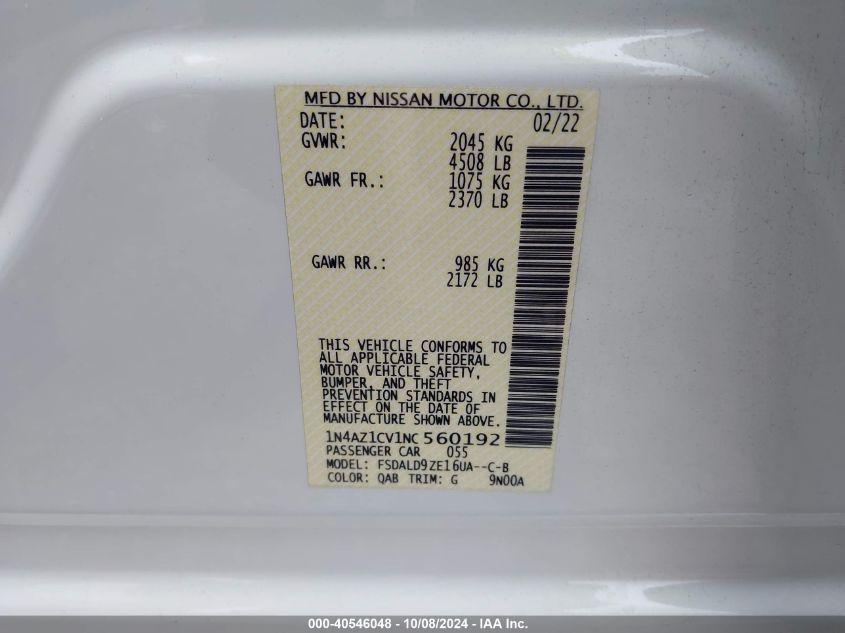 MFD BY NISSAN MOTOR CO., LTD.
DATE: 02/22
GVWR: 2045 KG
4508 LB
GAWR FR.: 1075 KG
2370 LB
GAWR RR.: 985 KG
2172 LB
THIS VEHICLE CONFORMS TO
ALL APPLICABLE FEDERAL
MOTOR VEHICLE SAFETY,
BUMPER, AND THEFT
PREVENTION STANDARDS IN
EFFECT ON THE DATE OF
MANUFACTURE SHOWN ABOVE.
1N4AZ1CV1NC560192
PASSENGER CAR 055
MODEL: FSDALD9ZE16UA--C-B
COLOR: QAB TRIM: G 9N00A
000-40546048 - 10/08/2024 - IAA Inc.